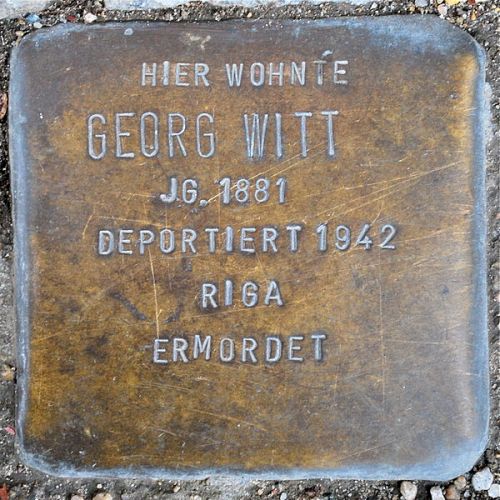 HIER WOHNTE
GEORG WITT
JG. 1881
DEPORTIERT 1942
RIGA
ERMORDET